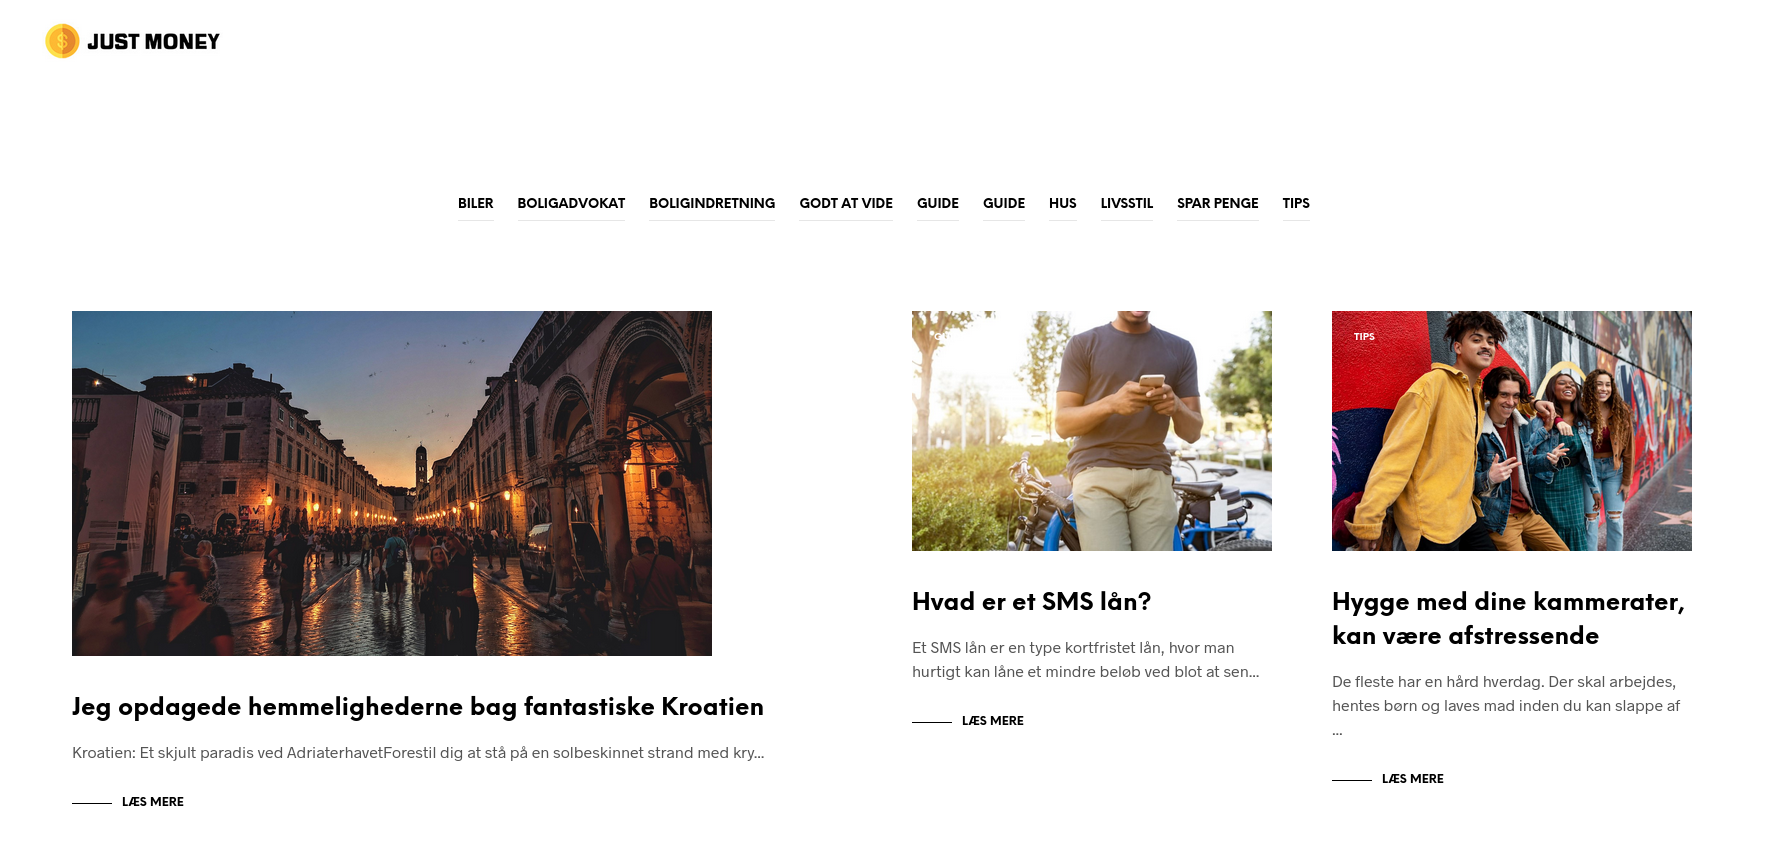 JUST MONEY
BILER BOLIGADVOKAT BOLIGINDRETNING GODT AT VIDE GUIDE GUIDE HUS LIVSSTIL SPAR PENGE TIPS
Jeg opdagede hemmelighederne bag fantastiske Kroatien
Kroatien: Et skjult paradis ved AdriaterhavetForestil dig at stå på en solbeskinnet strand med kry...
LÆS MERE
Hvad er et SMS lån?
Et SMS lån er en type kortfristet lån, hvor man
hurtigt kan låne et mindre beløb ved blot at sen...
LÆS MERE
TIPS
Hygge med dine kammerater,
kan være afstressende
De fleste har en hård hverdag. Der skal arbejdes,
hentes børn og laves mad inden du kan slappe af
...
LÆS MERE